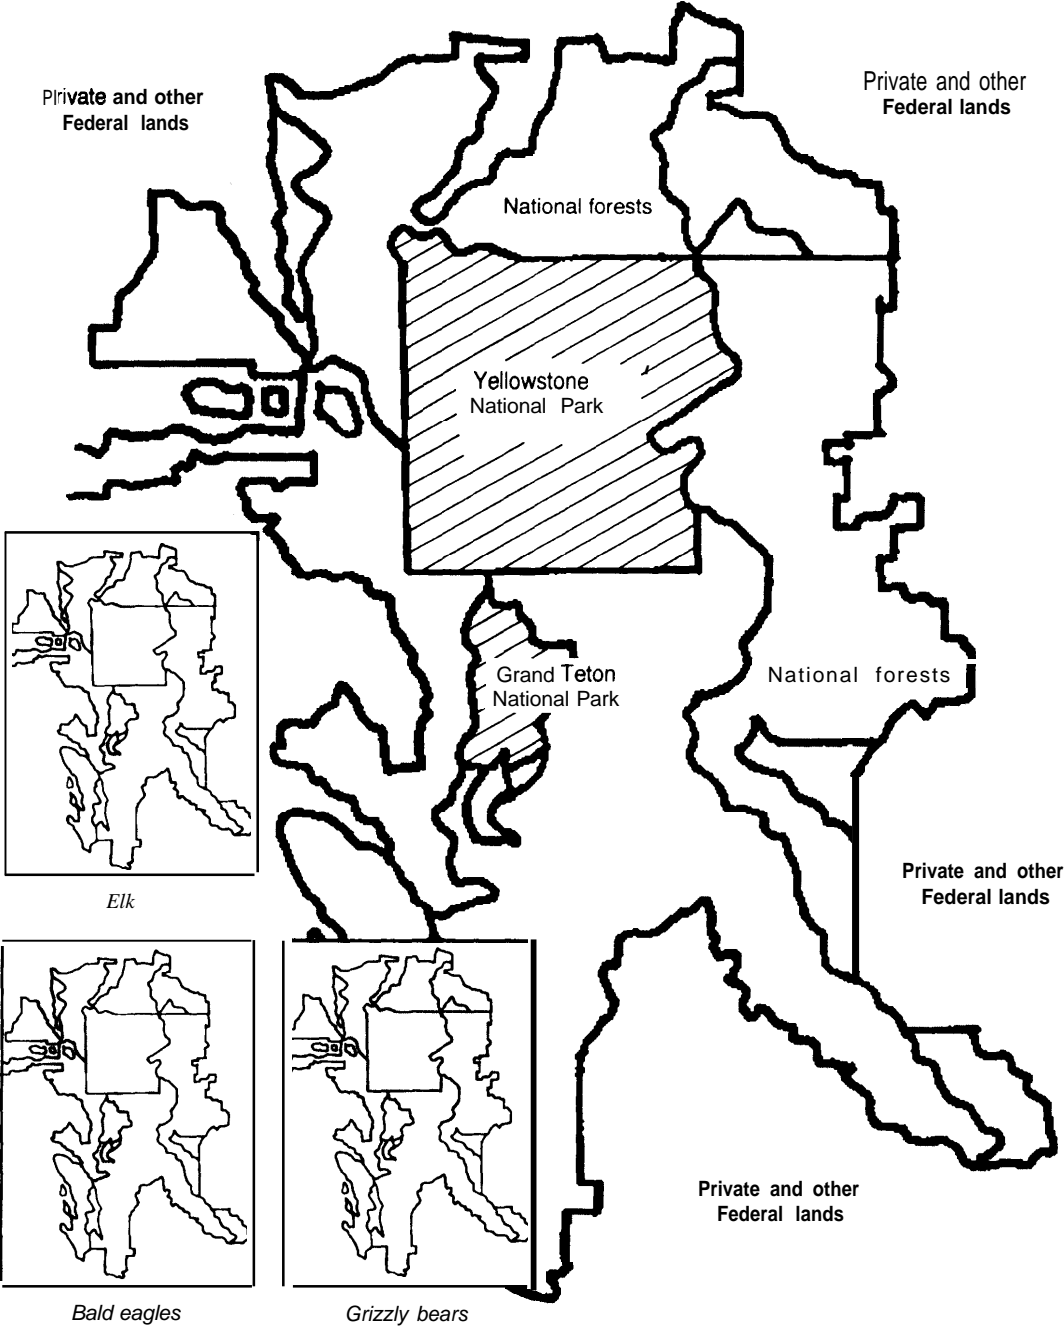 Private and other
Federal lands
Private and other
Federal lands
National forests
Yellowstone
National Park
Grand Teton
National Park
National forests
Private and other
Federal lands
Elk
Private and other
Federal lands
Bald eagles
Grizzly bears